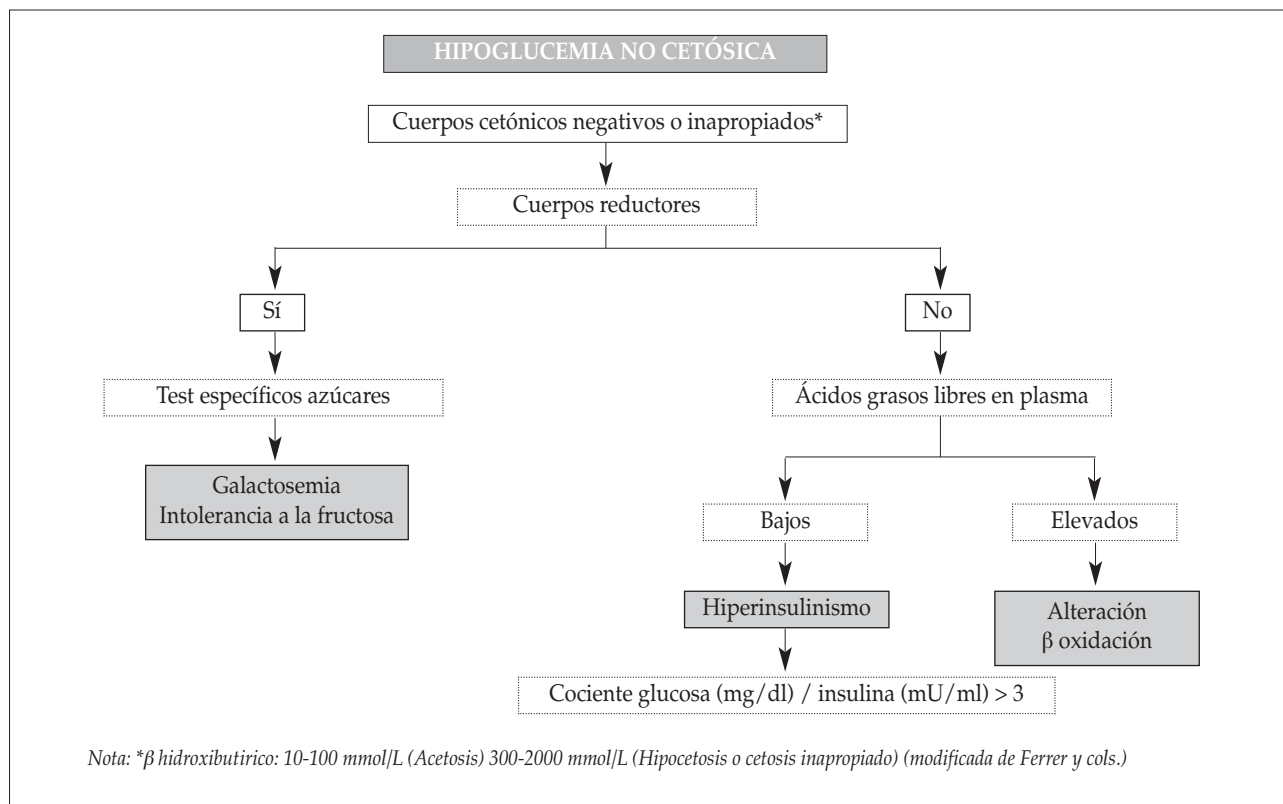 HIPOGLUCEMIA NO CETÓSICA
Cuerpos cetónicos negativos o inapropiados*
Cuerpos reductores
Sí
No
Test específicos azúcares
Ácidos grasos libres en plasma
Galactosemia
Intolerancia a la fructosa
Bajos
Elevados
Hiperinsulinismo
Alteración
β oxidación
Cociente glucosa (mg/dl) / insulina (mU/ml) > 3
Nota: *β hidroxibutirico: 10-100 mmol/L (Acetosis) 300-2000 mmol/L (Hipocetosis o cetosis inapropiado) (modificada de Ferrer y cols.)